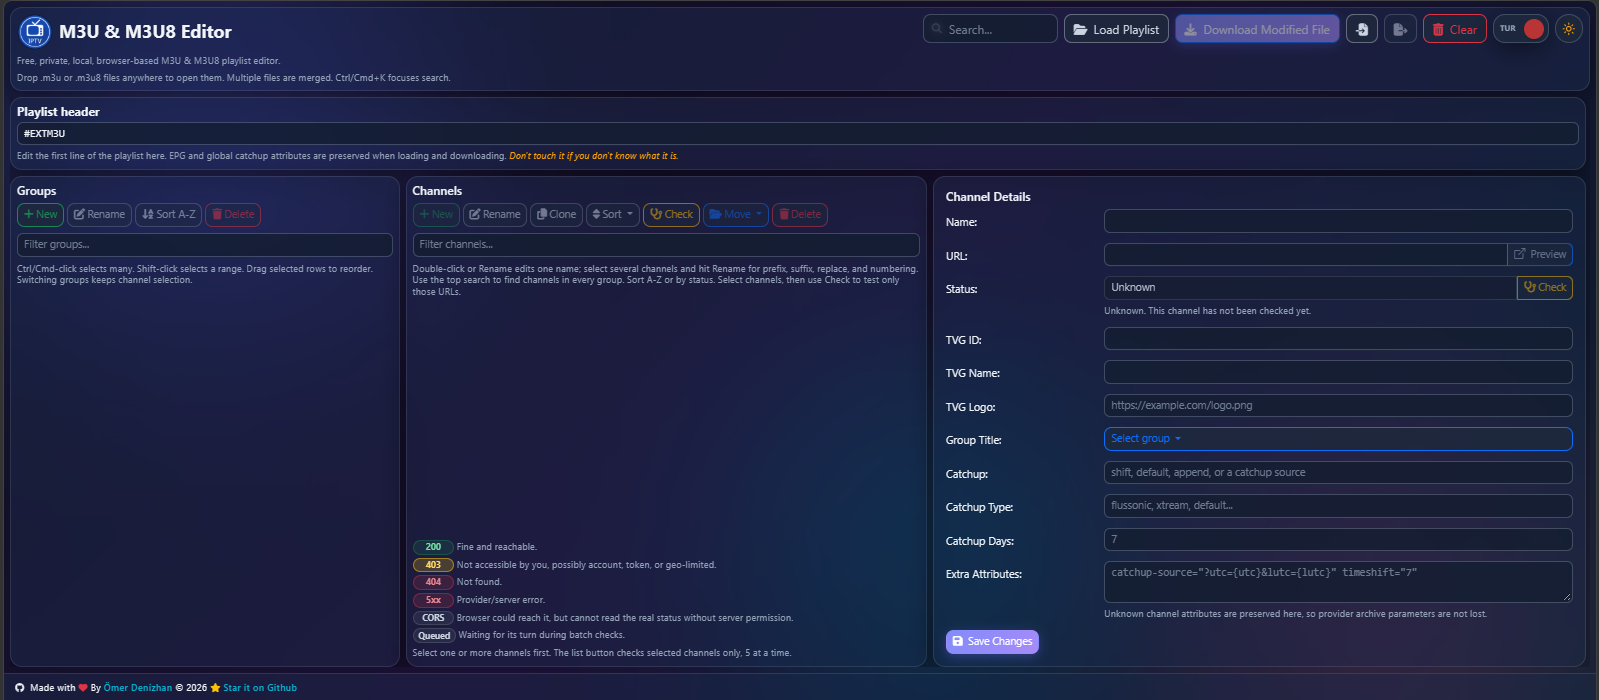 IPTV
M3U & M3U8 Editor
Search...
Load Playlist
Download Modified File
Clear
TUR
Free, private, local, browser-based M3U & M3U8 playlist editor.
Drop .m3u or .m3u8 files anywhere to open them. Multiple files are merged. Ctrl/Cmd+K focuses search.
Playlist header
#EXTM3U
Edit the first line of the playlist here. EPG and global catchup attributes are preserved when loading and downloading. Don't touch it if you don't know what it is.
Groups
New
Rename
Sort A-Z
Delete
Filter groups...
Ctrl/Cmd-click selects many. Shift-click selects a range. Drag selected rows to reorder.
Switching groups keeps channel selection.
Channels
New
Rename
Clone
Sort
Check
Move
Delete
Filter channels...
Double-click or Rename edits one name; select several channels and hit Rename for prefix, suffix, replace, and numbering.
Use the top search to find channels in every group. Sort A-Z or by status. Select channels, then use Check to test only
those URLs.
200 Fine and reachable.
403 Not accessible by you, possibly account, token, or geo-limited.
404 Not found.
5xx Provider/server error.
CORS Browser could reach it, but cannot read the real status without server permission.
Queued Waiting for its turn during batch checks.
Select one or more channels first. The list button checks selected channels only, 5 at a time.
Channel Details
Name:
URL:
Preview
Status:
Unknown
Check
Unknown. This channel has not been checked yet.
TVG ID:
TVG Name:
TVG Logo:
https://example.com/logo.png
Group Title:
Select group
Catchup:
shift, default, append, or a catchup source
Catchup Type:
flussonic, xtream, default...
Catchup Days:
7
Extra Attributes:
catchup-source="?utc={utc}&lutc={lutc}" timeshift="7"
Unknown channel attributes are preserved here, so provider archive parameters are not lost.
Save Changes
Made with By Ömer Denizhan © 2026 Star it on Github